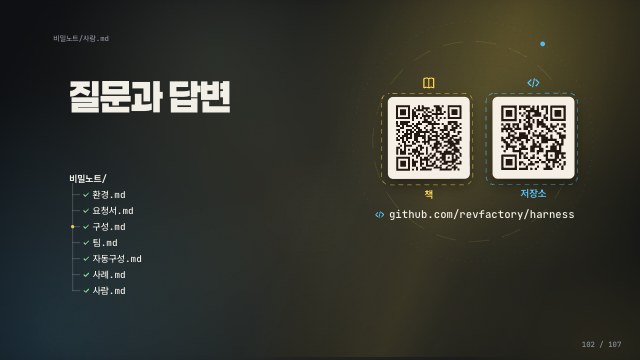 비밀노트/사람.md
질문과 답변
비밀노트/
환경.md
요청서.md
구성.md
팀.md
자동구성.md
사례.md
사람.md
책
저장소
github.com/revfactory/harness
102 / 107